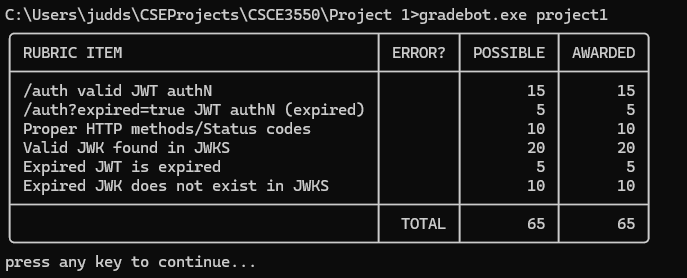 C:\Users\judds\CSEProjects\CSCE3550\Project 1>gradebot.exe project1
RUBRIC ITEM ERROR? POSSIBLE AWARDED
/auth valid JWT authN 15 15
/auth?expired=true JWT authN (expired) 5 5
Proper HTTP methods/Status codes 10 10
Valid JWK found in JWKS 20 20
Expired JWT is expired 5 5
Expired JWK does not exist in JWKS 10 10
TOTAL 65 65
press any key to continue...